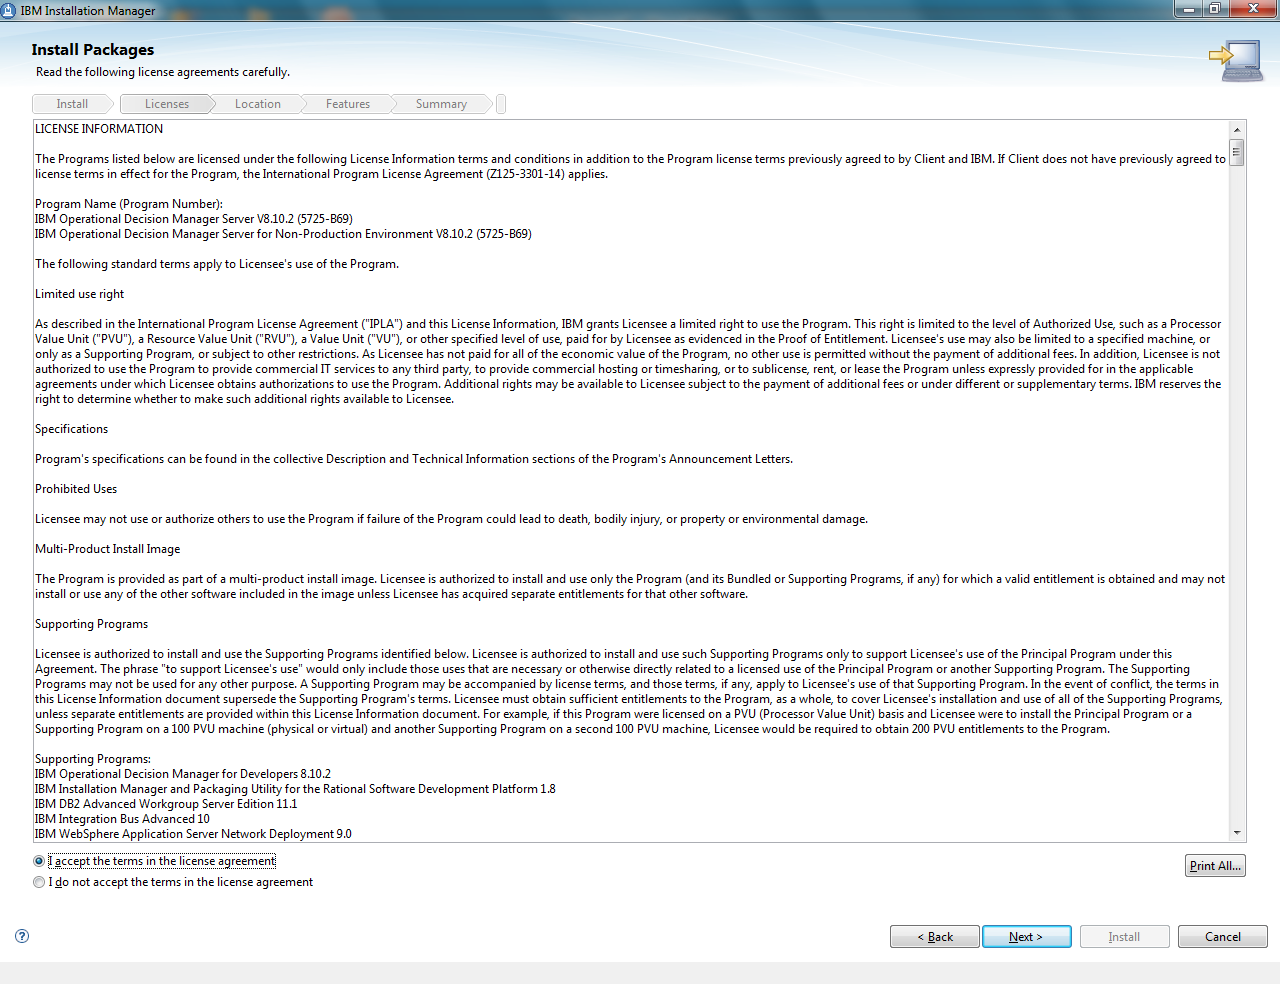 IBM Installation Manager
Install Packages
Read the following license agreements carefully.
Install
Licenses
Location
Features
Summary
LICENSE INFORMATION
The Programs listed below are licensed under the following License Information terms and conditions in addition to the Program license terms previously agreed to by Client and IBM. If Client does not have previously agreed to
license terms in effect for the Program, the International Program License Agreement (Z125-3301-14) applies.
Program Name (Program Number):
IBM Operational Decision Manager Server V8.10.2 (5725-B69)
IBM Operational Decision Manager Server for Non-Production Environment V8.10.2 (5725-B69)
The following standard terms apply to Licensee's use of the Program.
Limited use right
As described in the International Program License Agreement ("IPLA") and this License Information, IBM grants Licensee a limited right to use the Program. This right is limited to the level of Authorized Use, such as a Processor
Value Unit ("PVU"), a Resource Value Unit ("RVU"), a Value Unit ("VU"), or other specified level of use, paid for by Licensee as evidenced in the Proof of Entitlement. Licensee's use may also be limited to a specified machine, or
only as a Supporting Program, or subject to other restrictions. As Licensee has not paid for all of the economic value of the Program, no other use is permitted without the payment of additional fees. In addition, Licensee is not
authorized to use the Program to provide commercial IT services to any third party, to provide commercial hosting or timesharing, or to sublicense, rent, or lease the Program unless expressly provided for in the applicable
agreements under which Licensee obtains authorizations to use the Program. Additional rights may be available to Licensee subject to the payment of additional fees or under different or supplementary terms. IBM reserves the
right to determine whether to make such additional rights available to Licensee.
Specifications
Program's specifications can be found in the collective Description and Technical Information sections of the Program's Announcement Letters.
Prohibited Uses
Licensee may not use or authorize others to use the Program if failure of the Program could lead to death, bodily injury, or property or environmental damage.
Multi-Product Install Image
The Program is provided as part of a multi-product install image. Licensee is authorized to install and use only the Program (and its Bundled or Supporting Programs, if any) for which a valid entitlement is obtained and may not
install or use any of the other software included in the image unless Licensee has acquired separate entitlements for that other software.
Supporting Programs
Licensee is authorized to install and use the Supporting Programs identified below. Licensee is authorized to install and use such Supporting Programs only to support Licensee's use of the Principal Program under this
Agreement. The phrase "to support Licensee's use" would only include those uses that are necessary or otherwise directly related to a licensed use of the Principal Program or another Supporting Program. The Supporting
Programs may not be used for any other purpose. A Supporting Program may be accompanied by license terms, and those terms, if any, apply to Licensee's use of that Supporting Program. In the event of conflict, the terms in
this License Information document supersede the Supporting Program's terms. Licensee must obtain sufficient entitlements to the Program, as a whole, to cover Licensee's installation and use of all of the Supporting Programs,
unless separate entitlements are provided within this License Information document. For example, if this Program were licensed on a PVU (Processor Value Unit) basis and Licensee were to install the Principal Program or a
Supporting Program on a 100 PVU machine (physical or virtual) and another Supporting Program on a second 100 PVU machine, Licensee would be required to obtain 200 PVU entitlements to the Program.
Supporting Programs:
IBM Operational Decision Manager for Developers 8.10.2
IBM Installation Manager and Packaging Utility for the Rational Software Development Platform 1.8
IBM DB2 Advanced Workgroup Server Edition 11.1
IBM Integration Bus Advanced 10
IBM WebSphere Application Server Network Deployment 9.0
I accept the terms in the license agreement
Print All...
I do not accept the terms in the license agreement
?
< Back
Next >
Install
Cancel